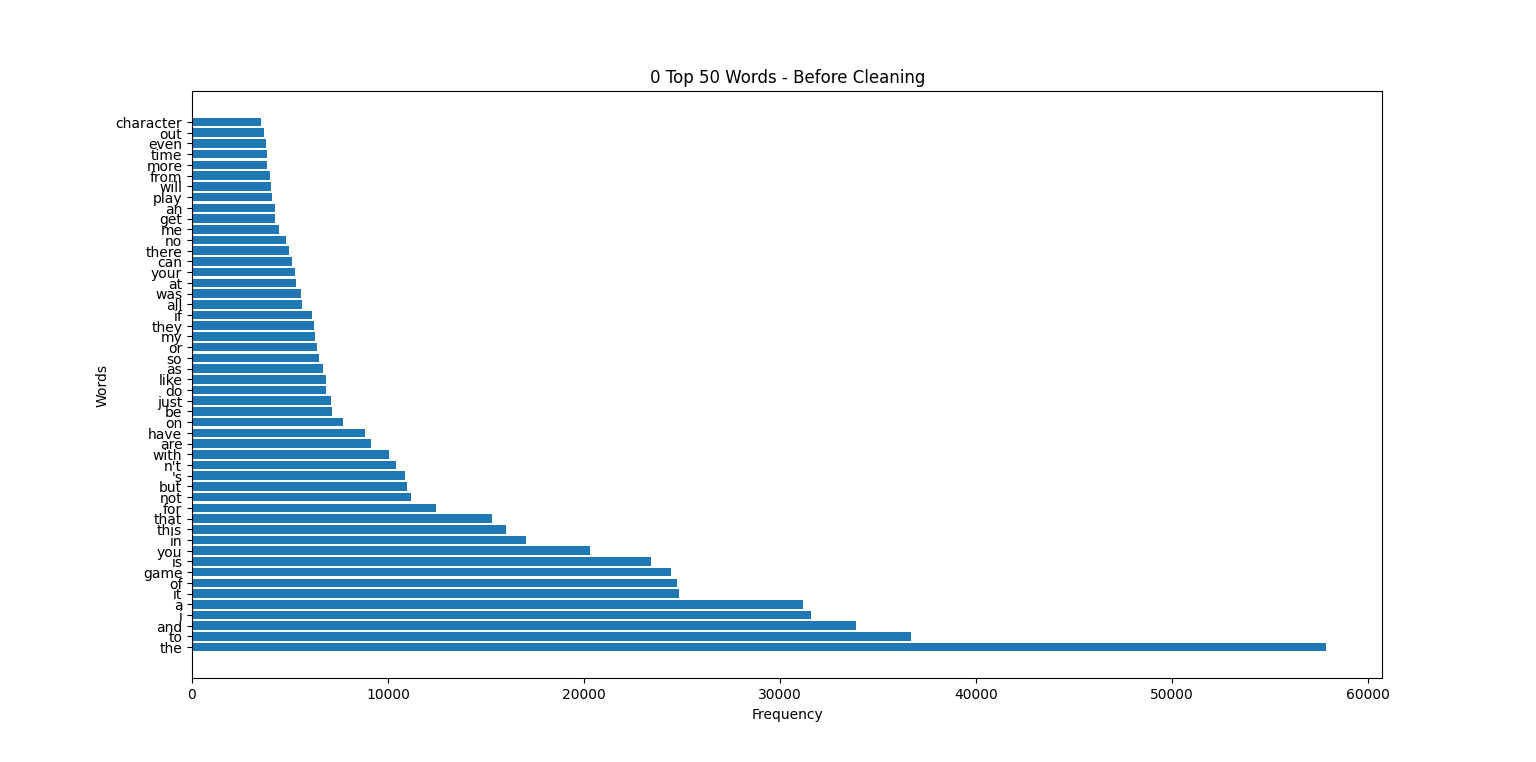 0 Top 50 Words - Before Cleaning
character
out
even
time
more
from
will
play
an
get
me
no
there
can
your
at
was
all
if
they
my
or
so
as
like
do
just
be
on
have
are
with
n't
's
but
not
for
that
this
in
you
is
game
of
it
a
i
and
to
the
Words
0 10000 20000 30000 40000 50000 60000
Frequency